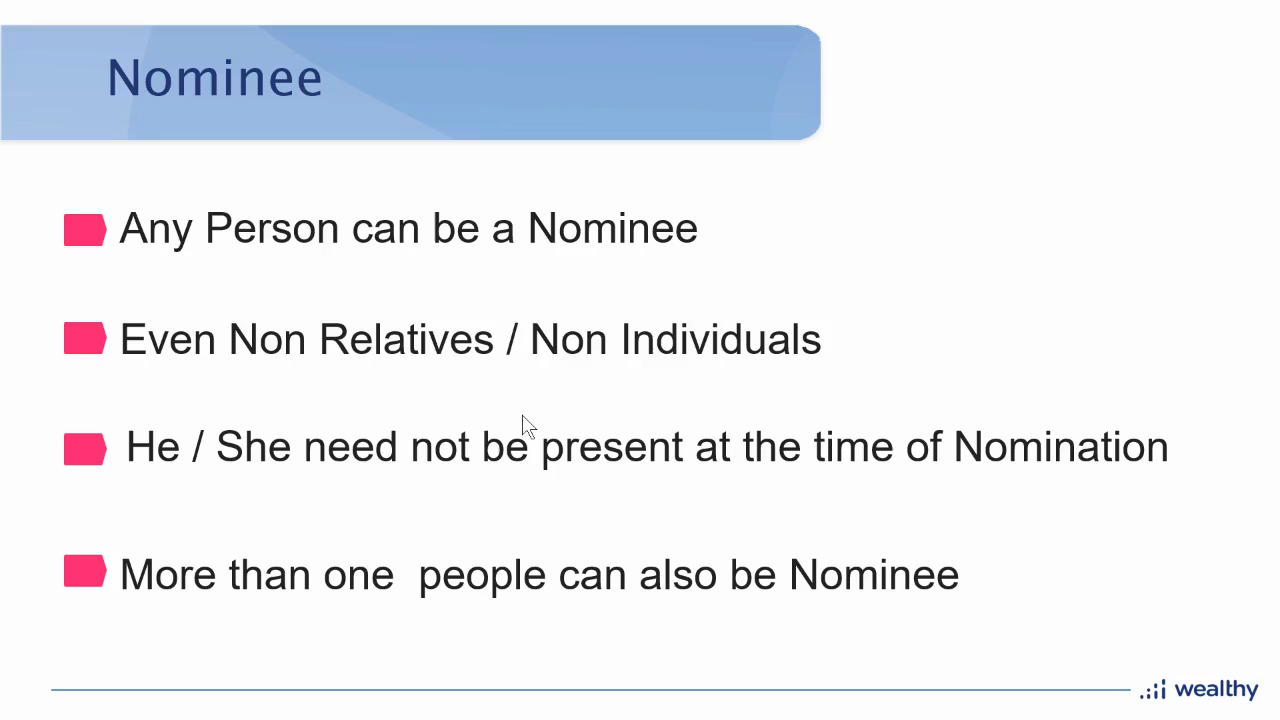 Nominee
Any Person can be a Nominee
Even Non Relatives / Non Individuals
He / She need not be present at the time of Nomination
More than one  people can also be Nominee
wealthy